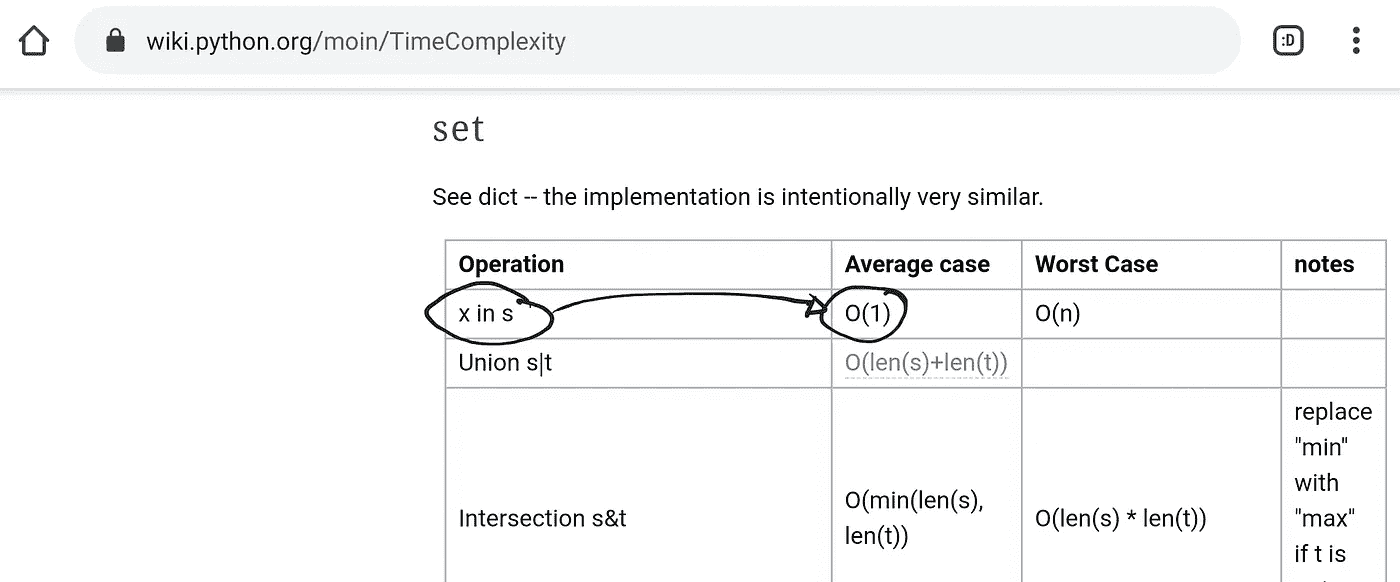 wiki.python.org/moin/TimeComplexity
:D
set
See dict -- the implementation is intentionally very similar.
Operation Average case Worst Case notes
x in s O(1) O(n)
Union s|t O(len(s)+len(t))
Intersection s&t
O(min(len(s),
len(t))
O(len(s) * len(t))
replace
"min"
with
"max"
if t is